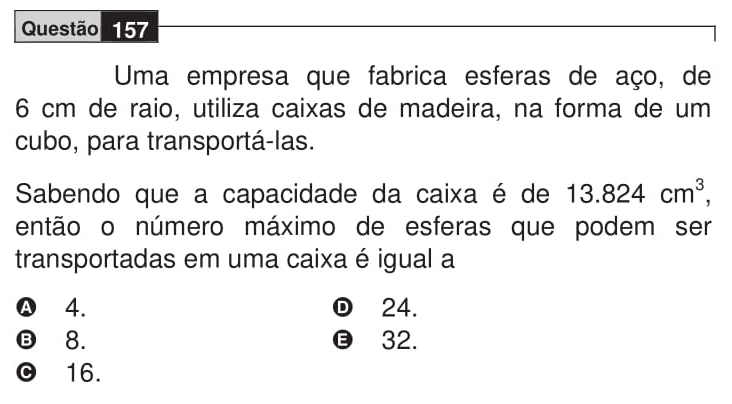 Questão 157
Uma empresa que fabrica esferas de aço, de
6 cm de raio, utiliza caixas de madeira, na forma de um
cubo, para transportá-las.
Sabendo que a capacidade da caixa é de 13.824 cm³,
então o número máximo de esferas que podem ser
transportadas em uma caixa é igual a
A 4.
B 8.
C 16.
D 24.
E 32.